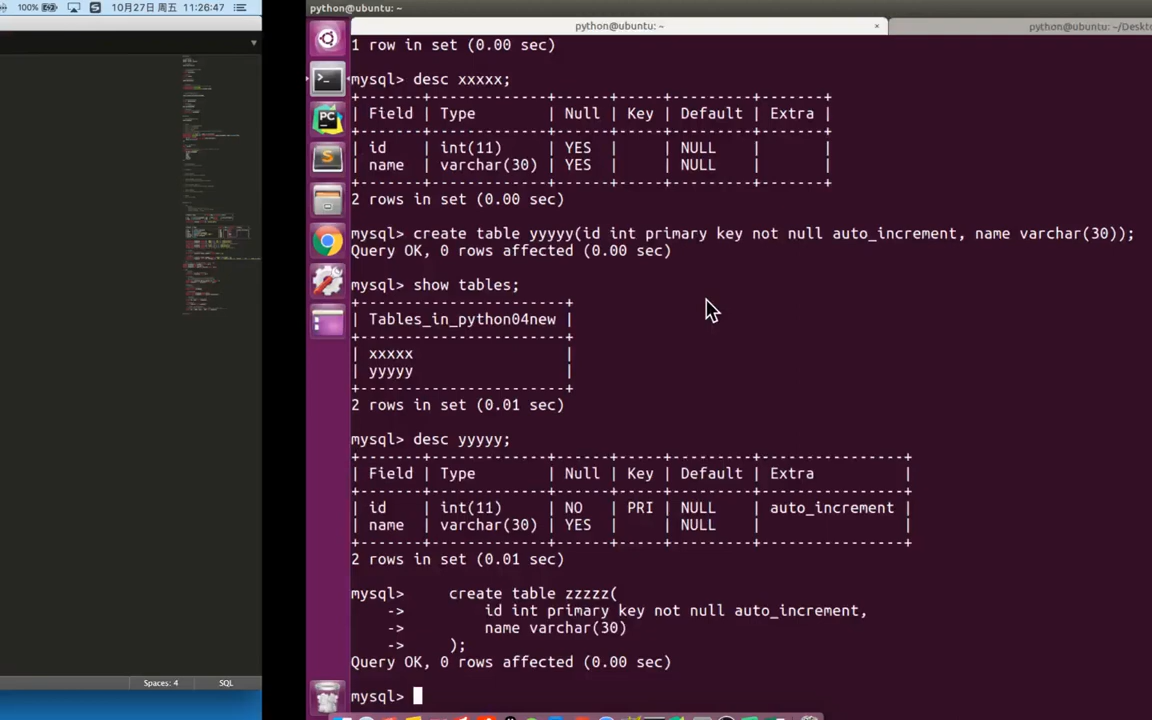 100% 10月27日 周五 11:26:47
python@ubuntu: ~
python@ubuntu: ~ × python@ubuntu: ~/Deskto
1 row in set (0.00 sec)
mysql> desc xxxxx;
+-------+-------------+------+-----+---------+-------+
| Field | Type        | Null | Key | Default | Extra |
+-------+-------------+------+-----+---------+-------+
| id    | int(11)     | YES  |     | NULL    |       |
| name  | varchar(30) | YES  |     | NULL    |       |
+-------+-------------+------+-----+---------+-------+
2 rows in set (0.00 sec)
mysql> create table yyyyy(id int primary key not null auto_increment, name varchar(30));
Query OK, 0 rows affected (0.00 sec)
mysql> show tables;
+-----------------------+
| Tables_in_python04new |
+-----------------------+
| xxxxx                 |
| yyyyy                 |
+-----------------------+
2 rows in set (0.01 sec)
mysql> desc yyyyy;
+-------+-------------+------+-----+---------+----------------+
| Field | Type        | Null | Key | Default | Extra          |
+-------+-------------+------+-----+---------+----------------+
| id    | int(11)     | NO   | PRI | NULL    | auto_increment |
| name  | varchar(30) | YES  |     | NULL    |                |
+-------+-------------+------+-----+---------+----------------+
2 rows in set (0.01 sec)
mysql>     create table zzzzz(
    ->         id int primary key not null auto_increment,
    ->         name varchar(30)
    ->     );
Query OK, 0 rows affected (0.00 sec)
mysql>
Spaces: 4 SQL